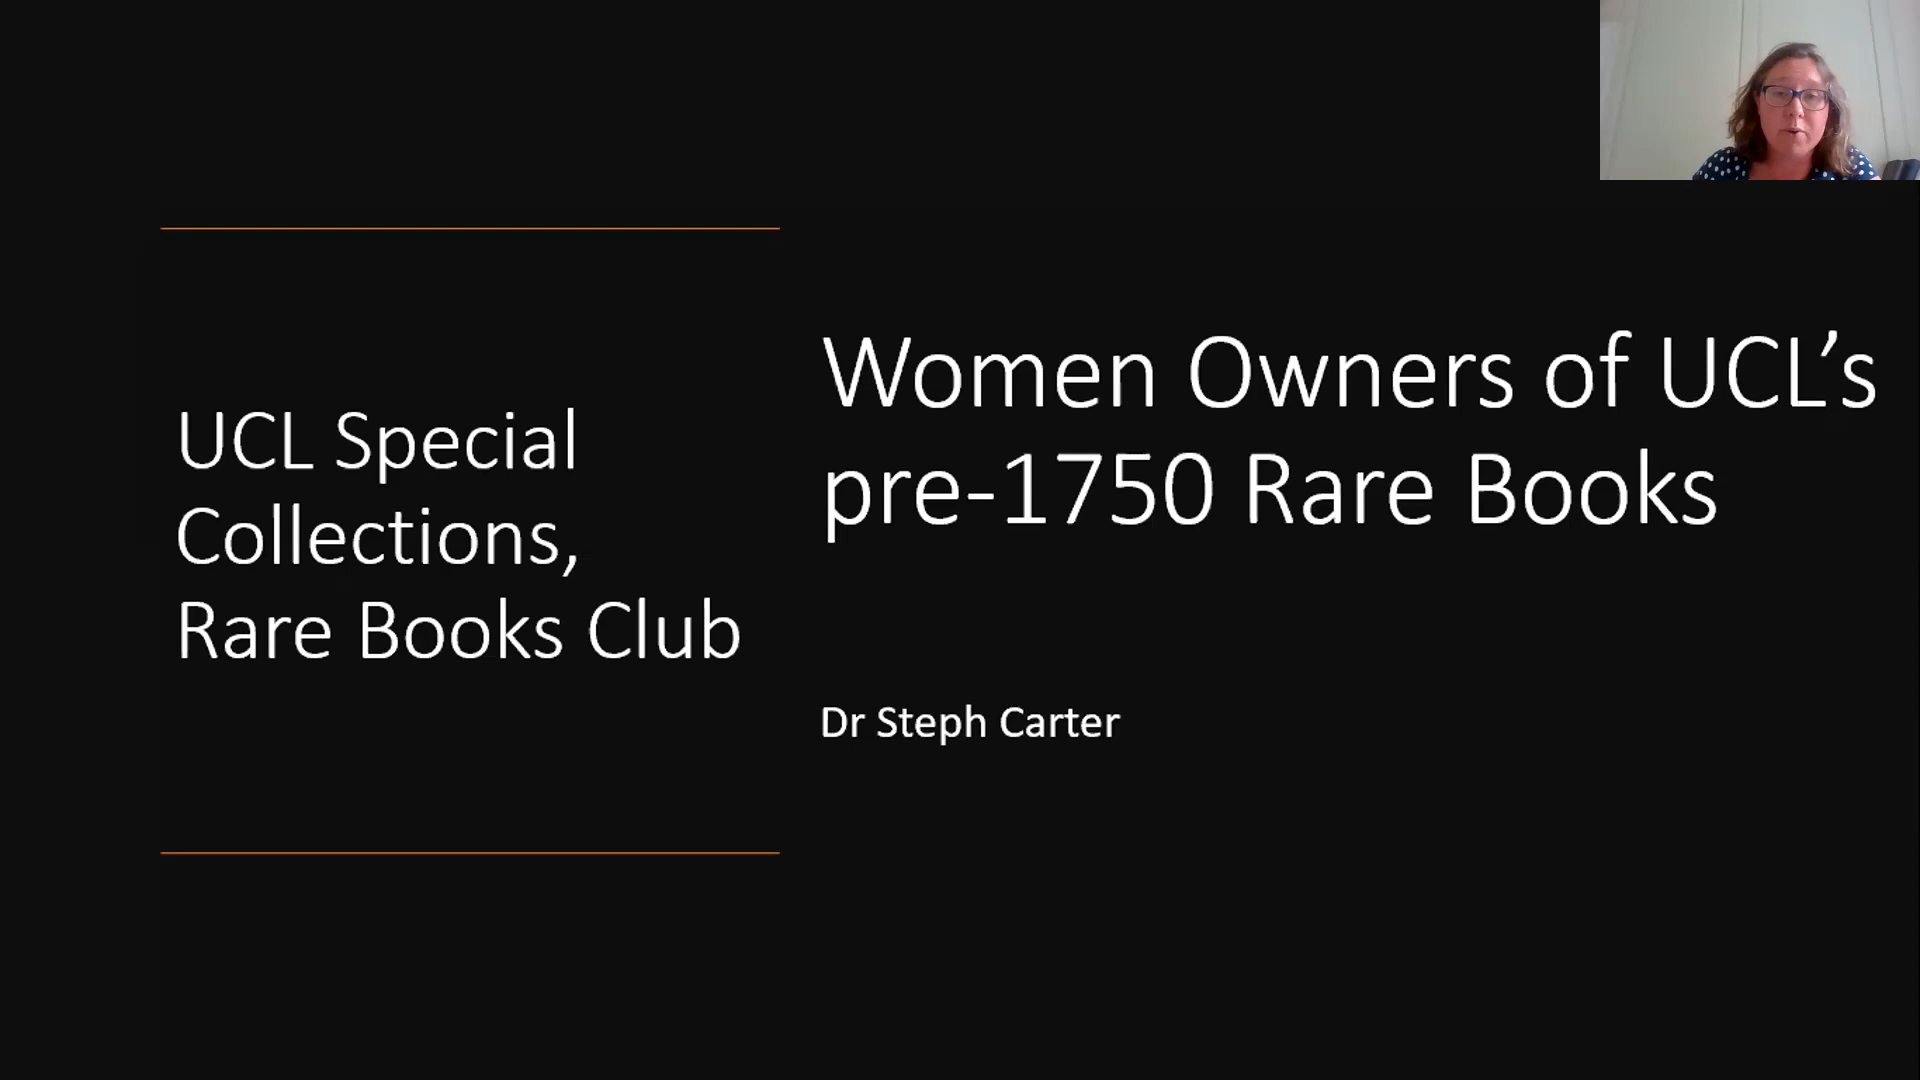 UCL Special
Collections,
Rare Books Club
Women Owners of UCL’s
pre-1750 Rare Books
Dr Steph Carter